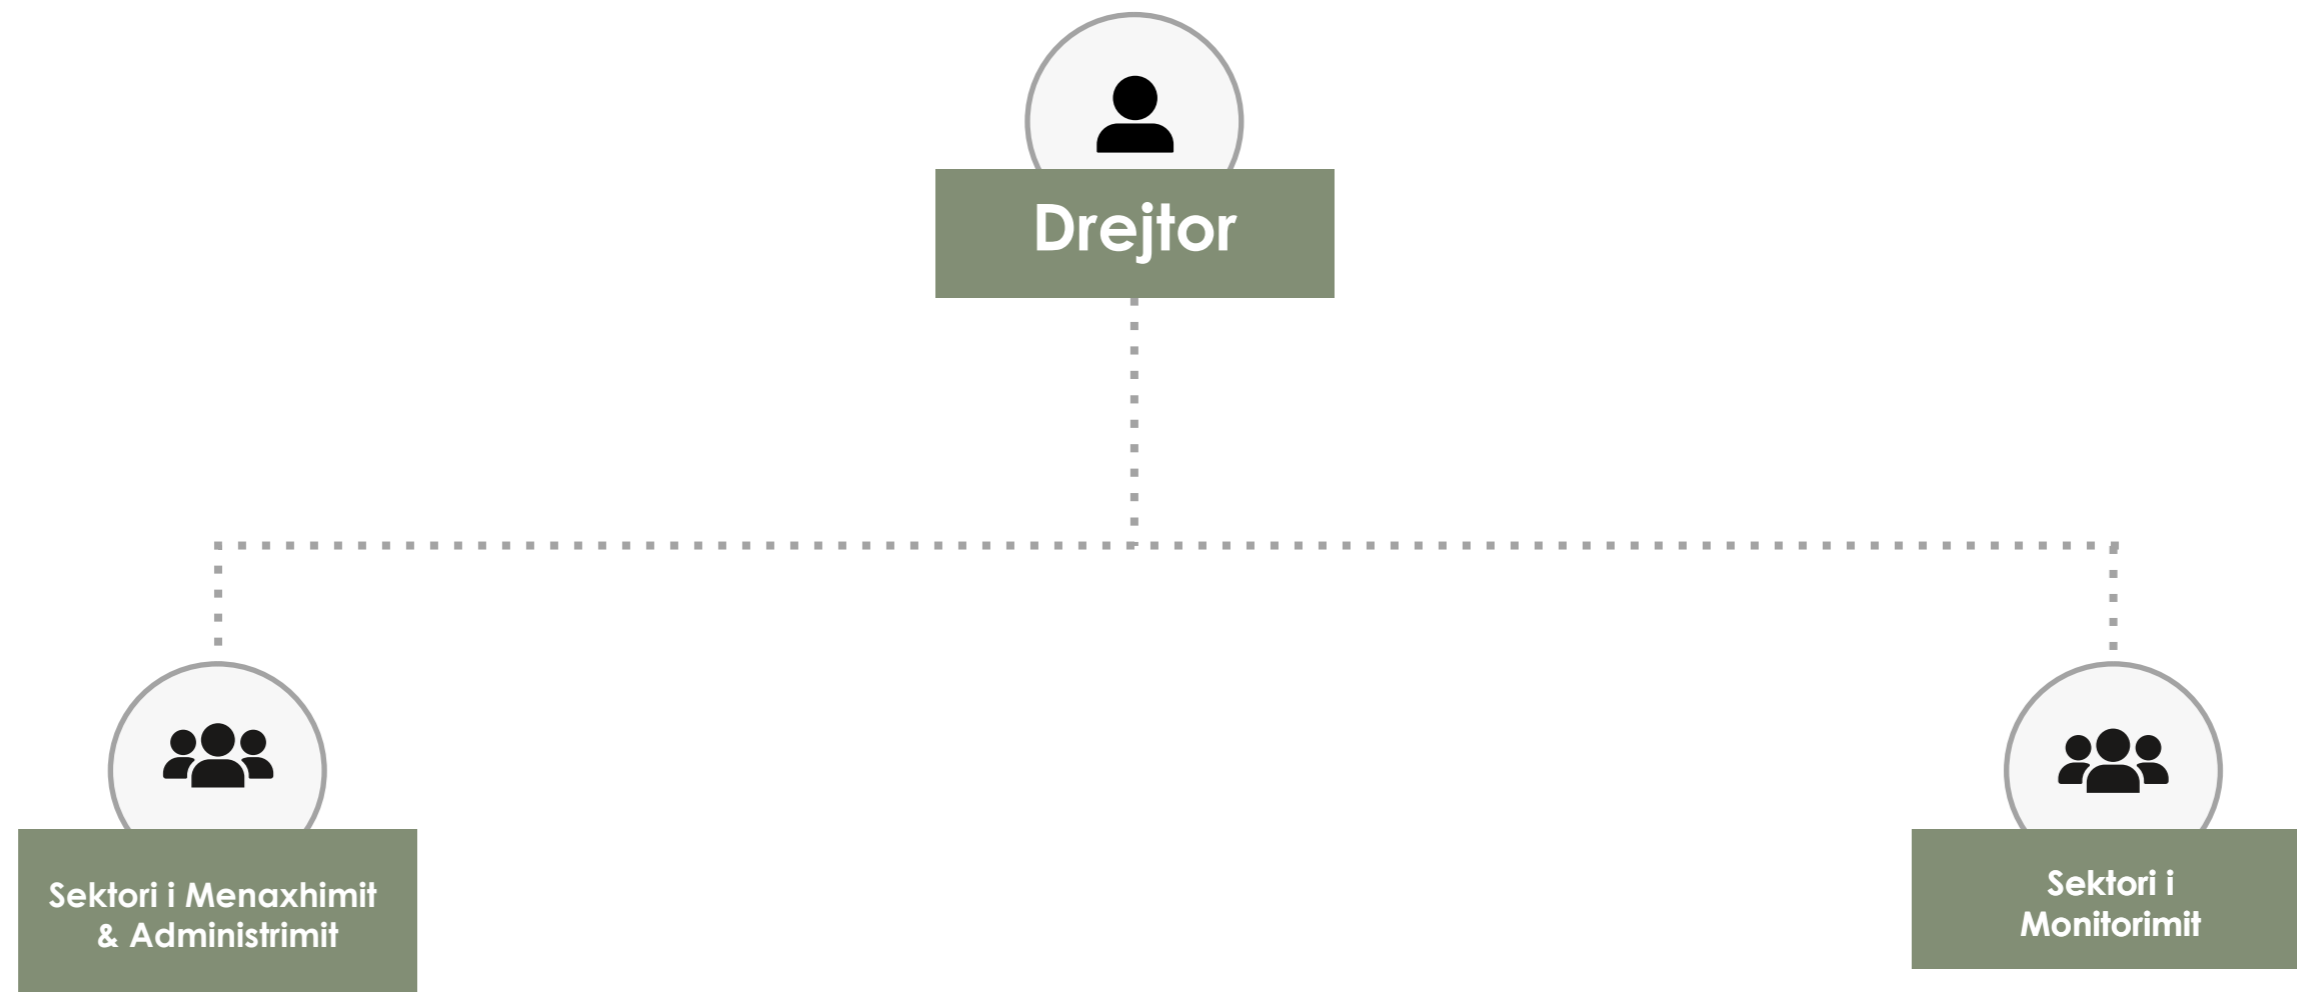 Drejtor
Sektori i Menaxhimit
& Administrimit
Sektori i
Monitorimit